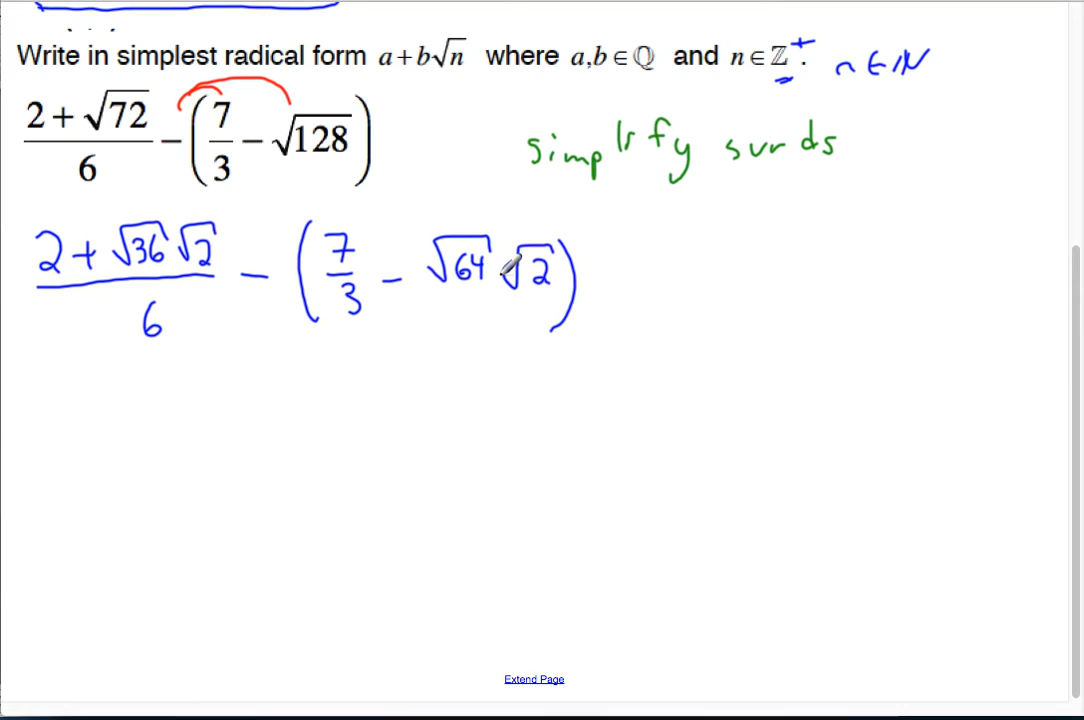 Write in simplest radical form a+b√n where a,b∈ℚ and n∈ℤ⁺. n∈ℕ
(2+√72)/6 − (7/3 − √128)
simplify surds
(2+√36√2)/6 − (7/3 − √64√2)
Extend Page